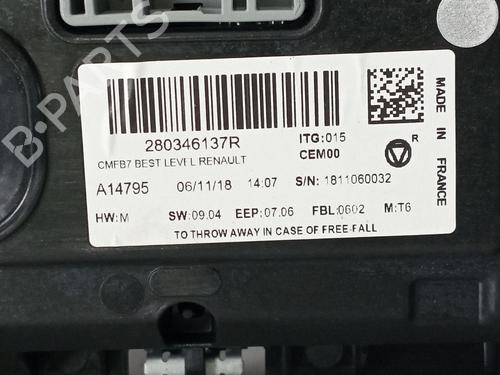 B-PARTS
280346137R
ITG:015
CMFB7 BEST LEVEL RENAULT
CEM00
R
A14795 06/11/18 14:07 S/N: 1811060032
HW:M SW:09.04 EEP:07.06 FBL:0602 M:T6
TO THROW AWAY IN CASE OF FREE-FALL
MADE IN FRANCE